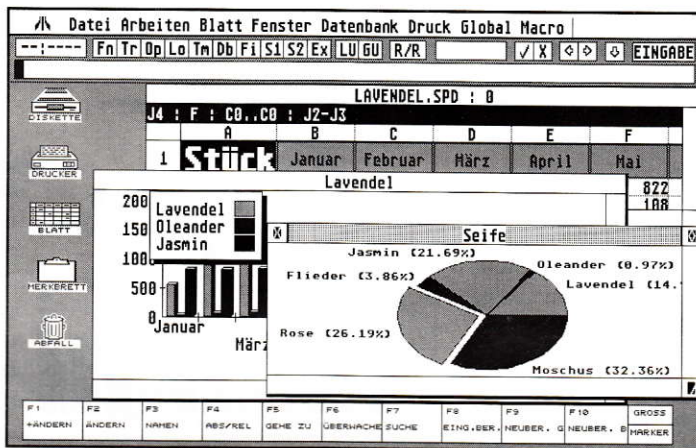 Datei Arbeiten Blatt Fenster Datenbank Druck Global Macro
--:---- Fn Tr Op Lo Tm Db Fi S1 S2 Ex LU GU R/R √ X EINGABE
LAVENDEL.SPD : 0
DISKETTE
J4 : F : C0..C0 : J2-J3
A B C D E F
1 Stück Januar Februar März April Mai
DRUCKER
Lavendel
822
108
200
150
100
500
0
Lavendel
Oleander
Jasmin
BLATT
Seife
Jasmin (21.69%)
Oleander (0.97%)
Flieder (3.86%)
Lavendel (14.
MERKBRETT
Januar
März
Rose (26.19%)
ABFALL
Moschus (32.36%)
F1 F2 F3 F4 F5 F6 F7 F8 F9 F10 GROSS
+ÄNDERN ÄNDERN NAMEN ABS/REL GEHE ZU ÜBERWACHE SUCHE EING.BER. NEUBER. G NEUBER. B MARKER